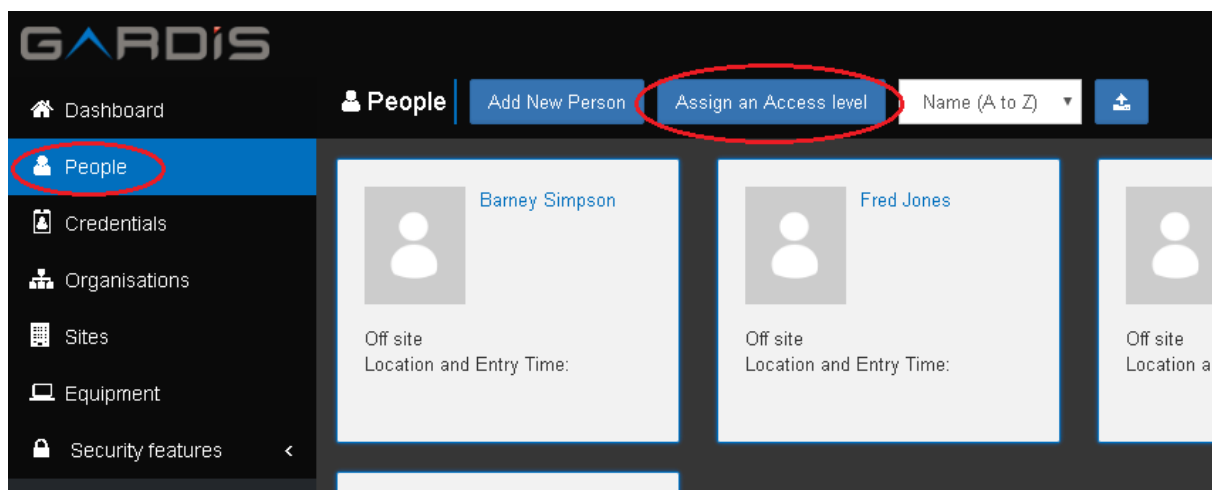 GARDiS
Dashboard
People
Credentials
Organisations
Sites
Equipment
Security features
People Add New Person Assign an Access level Name (A to Z)
Barney Simpson
Off site
Location and Entry Time:
Fred Jones
Off site
Location and Entry Time:
Off site
Location a